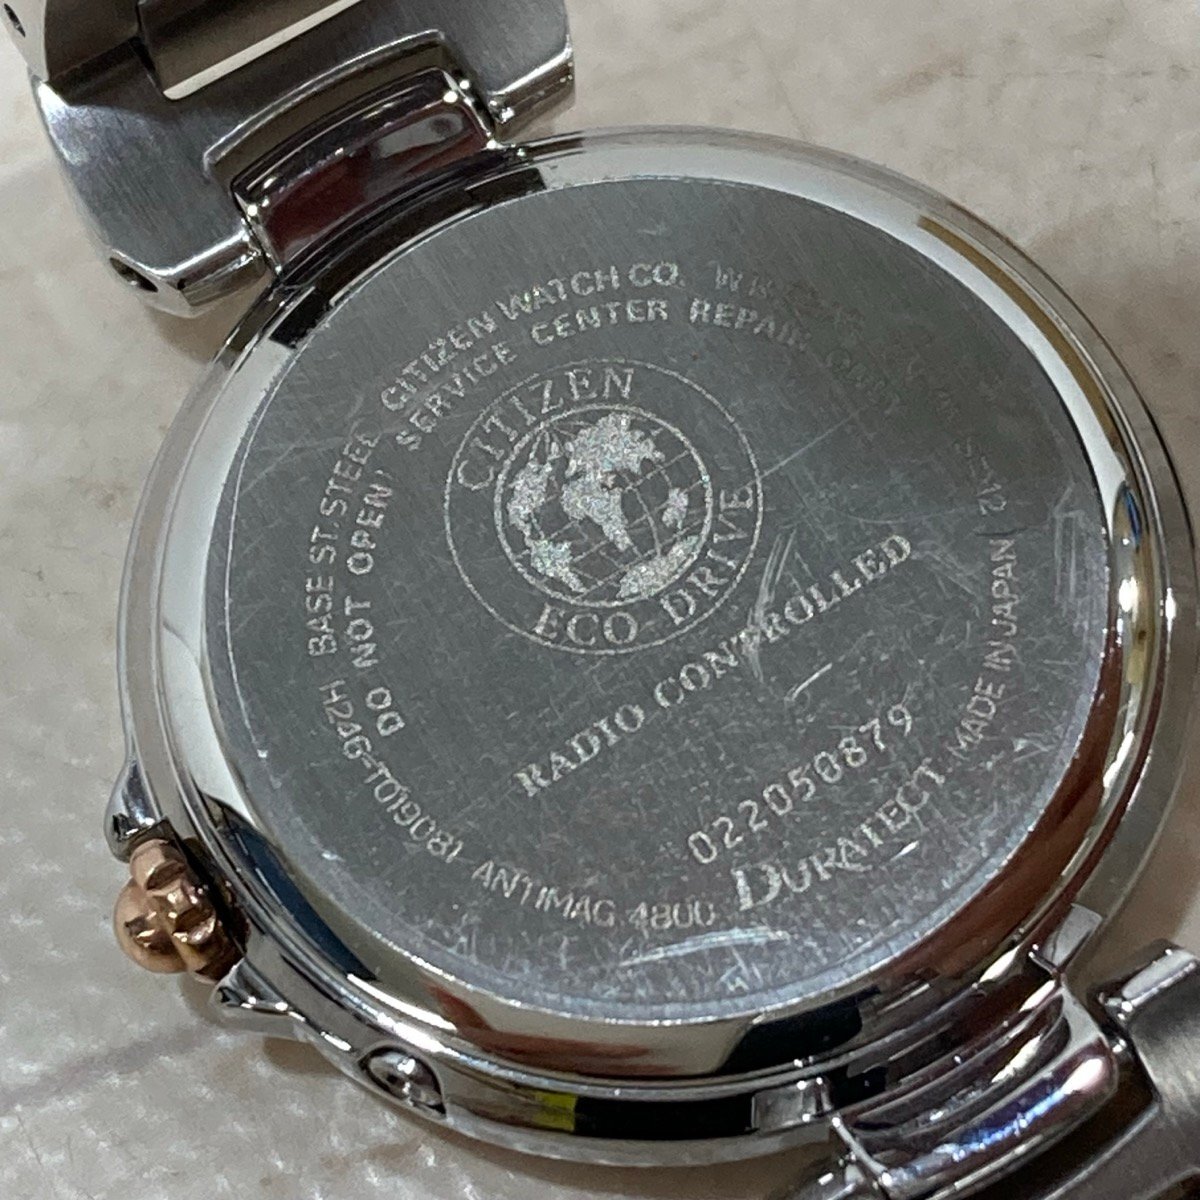 CITIZEN WATCH CO.
SERVICE CENTER REPAIR ONLY
BASE ST.STEEL
DO NOT OPEN!
CITIZEN
ECO-DRIVE
RADIO CONTROLLED
022050879
DURATECT
MADE IN JAPAN
H246-T019081
ANTIMAG.4800